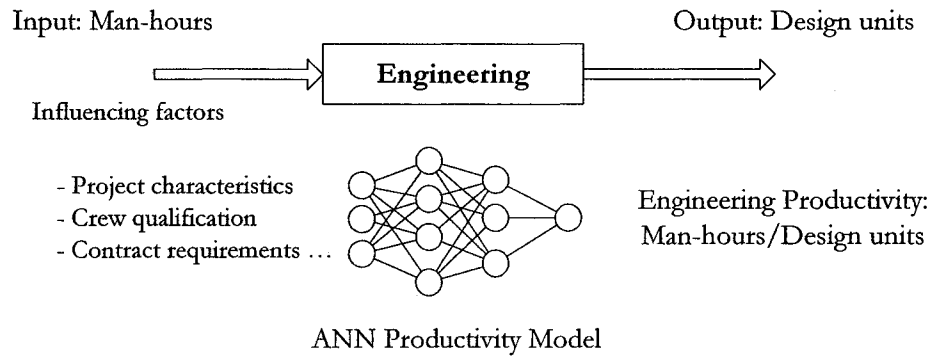 Input: Man-hours
Output: Design units
Engineering
Influencing factors
- Project characteristics
- Crew qualification
- Contract requirements ...
Engineering Productivity:
Man-hours/Design units
ANN Productivity Model